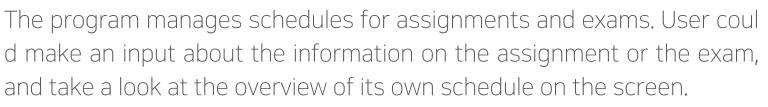 The program manages schedules for assignments and exams. User coul
d make an input about the information on the assignment or the exam,
and take a look at the overview of its own schedule on the screen.